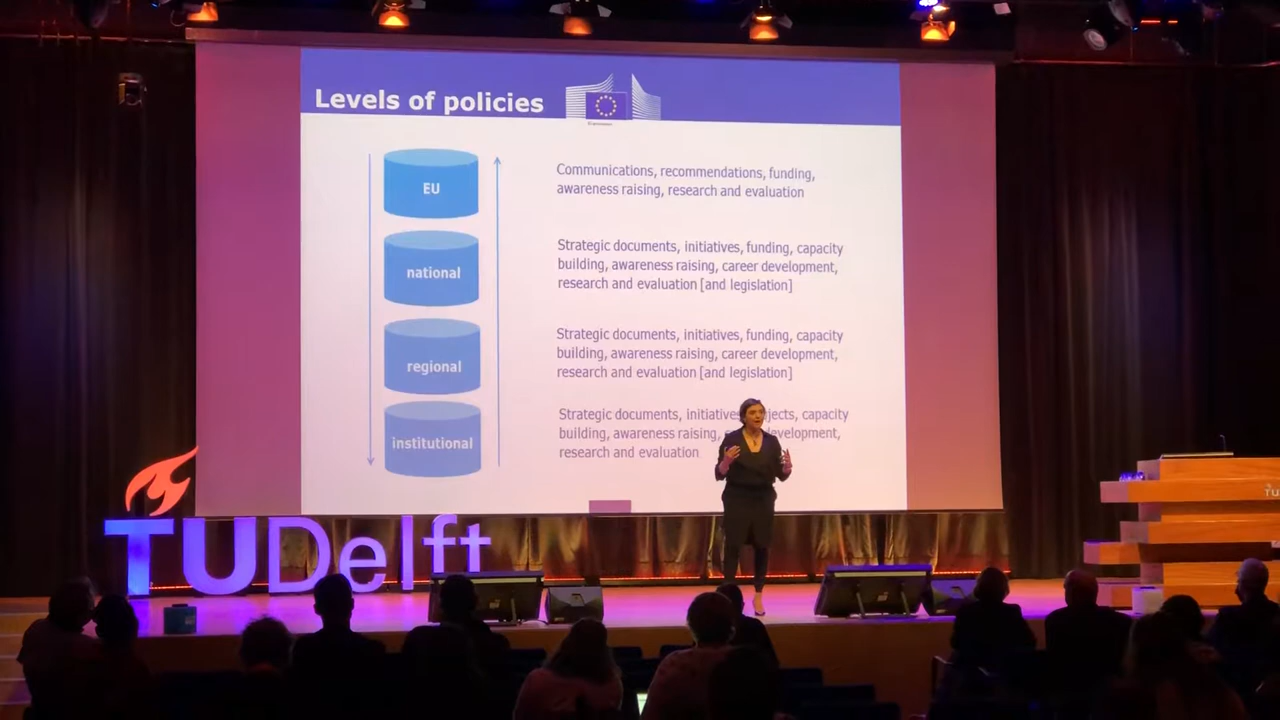 Levels of policies
EU
Communications, recommendations, funding,
awareness raising, research and evaluation
national
Strategic documents, initiatives, funding, capacity
building, awareness raising, career development,
research and evaluation [and legislation]
regional
Strategic documents, initiatives, funding, capacity
building, awareness raising, career development,
research and evaluation [and legislation]
institutional
Strategic documents, initiatives, capacity
building, awareness raising, development,
research and evaluation
TUDelft
TU